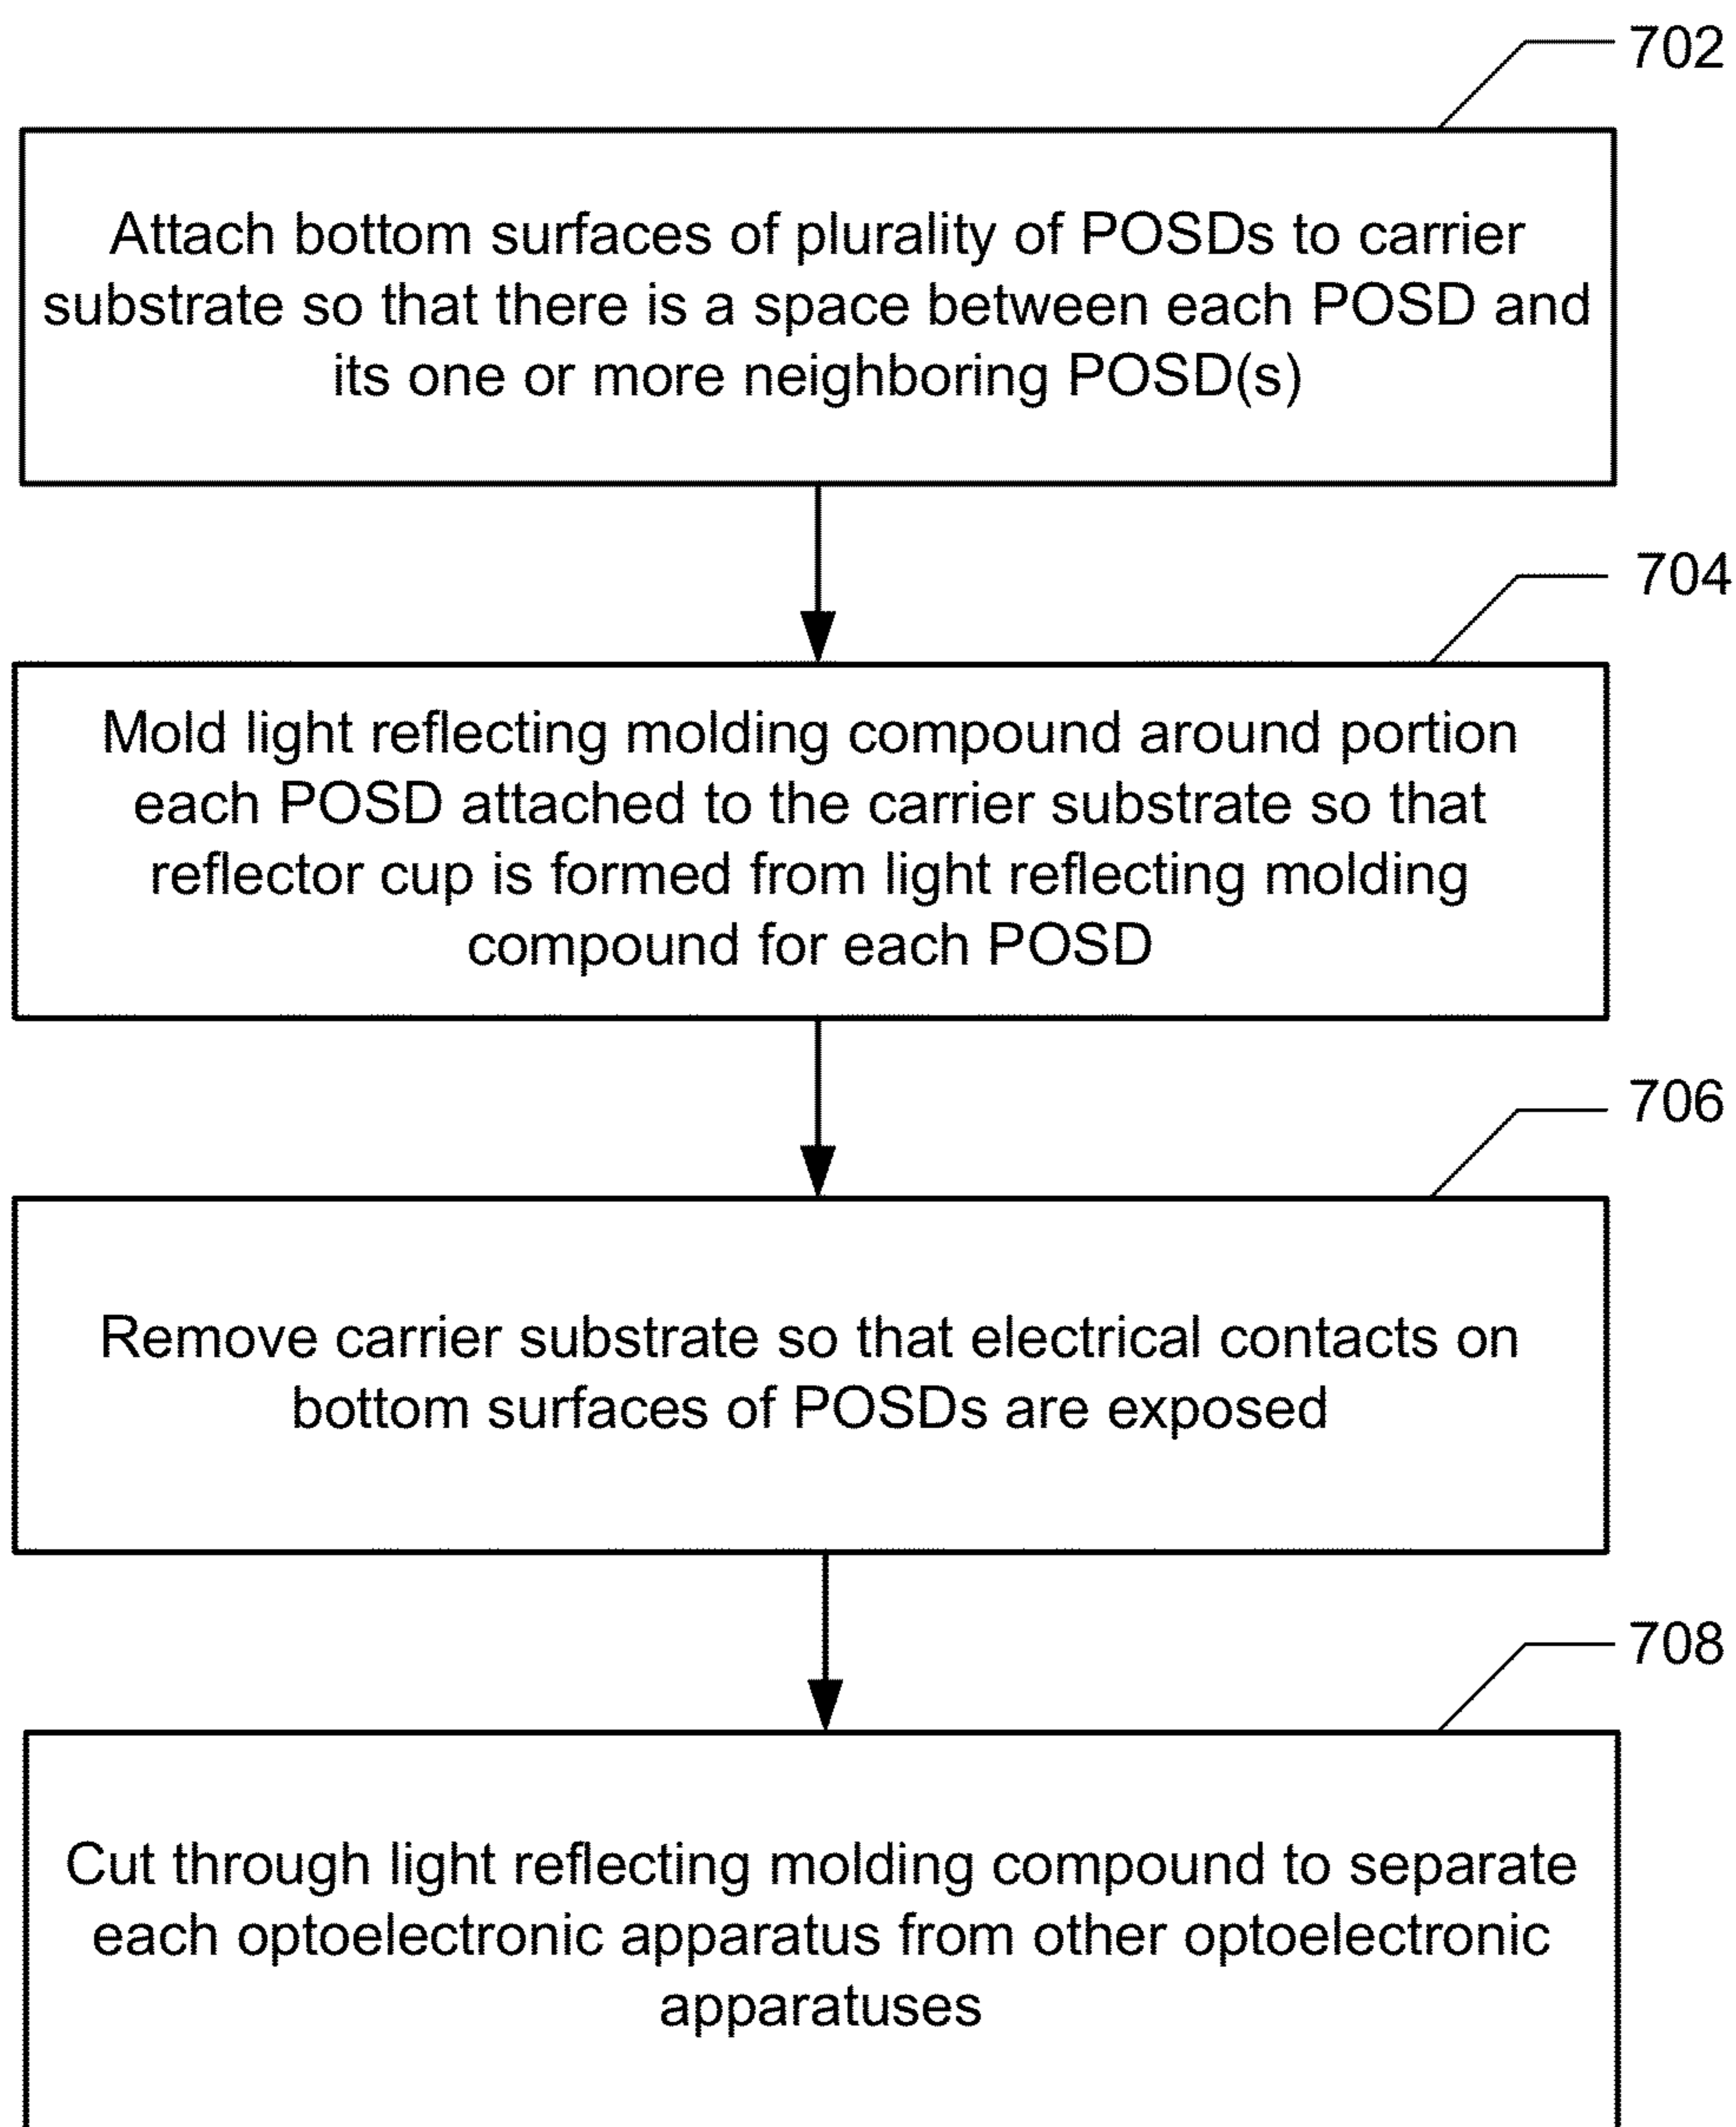 702
Attach bottom surfaces of plurality of POSDs to carrier
substrate so that there is a space between each POSD and
its one or more neighboring POSD(s)
704
Mold light reflecting molding compound around portion
each POSD attached to the carrier substrate so that
reflector cup is formed from light reflecting molding
compound for each POSD
706
Remove carrier substrate so that electrical contacts on
bottom surfaces of POSDs are exposed
708
Cut through light reflecting molding compound to separate
each optoelectronic apparatus from other optoelectronic
apparatuses